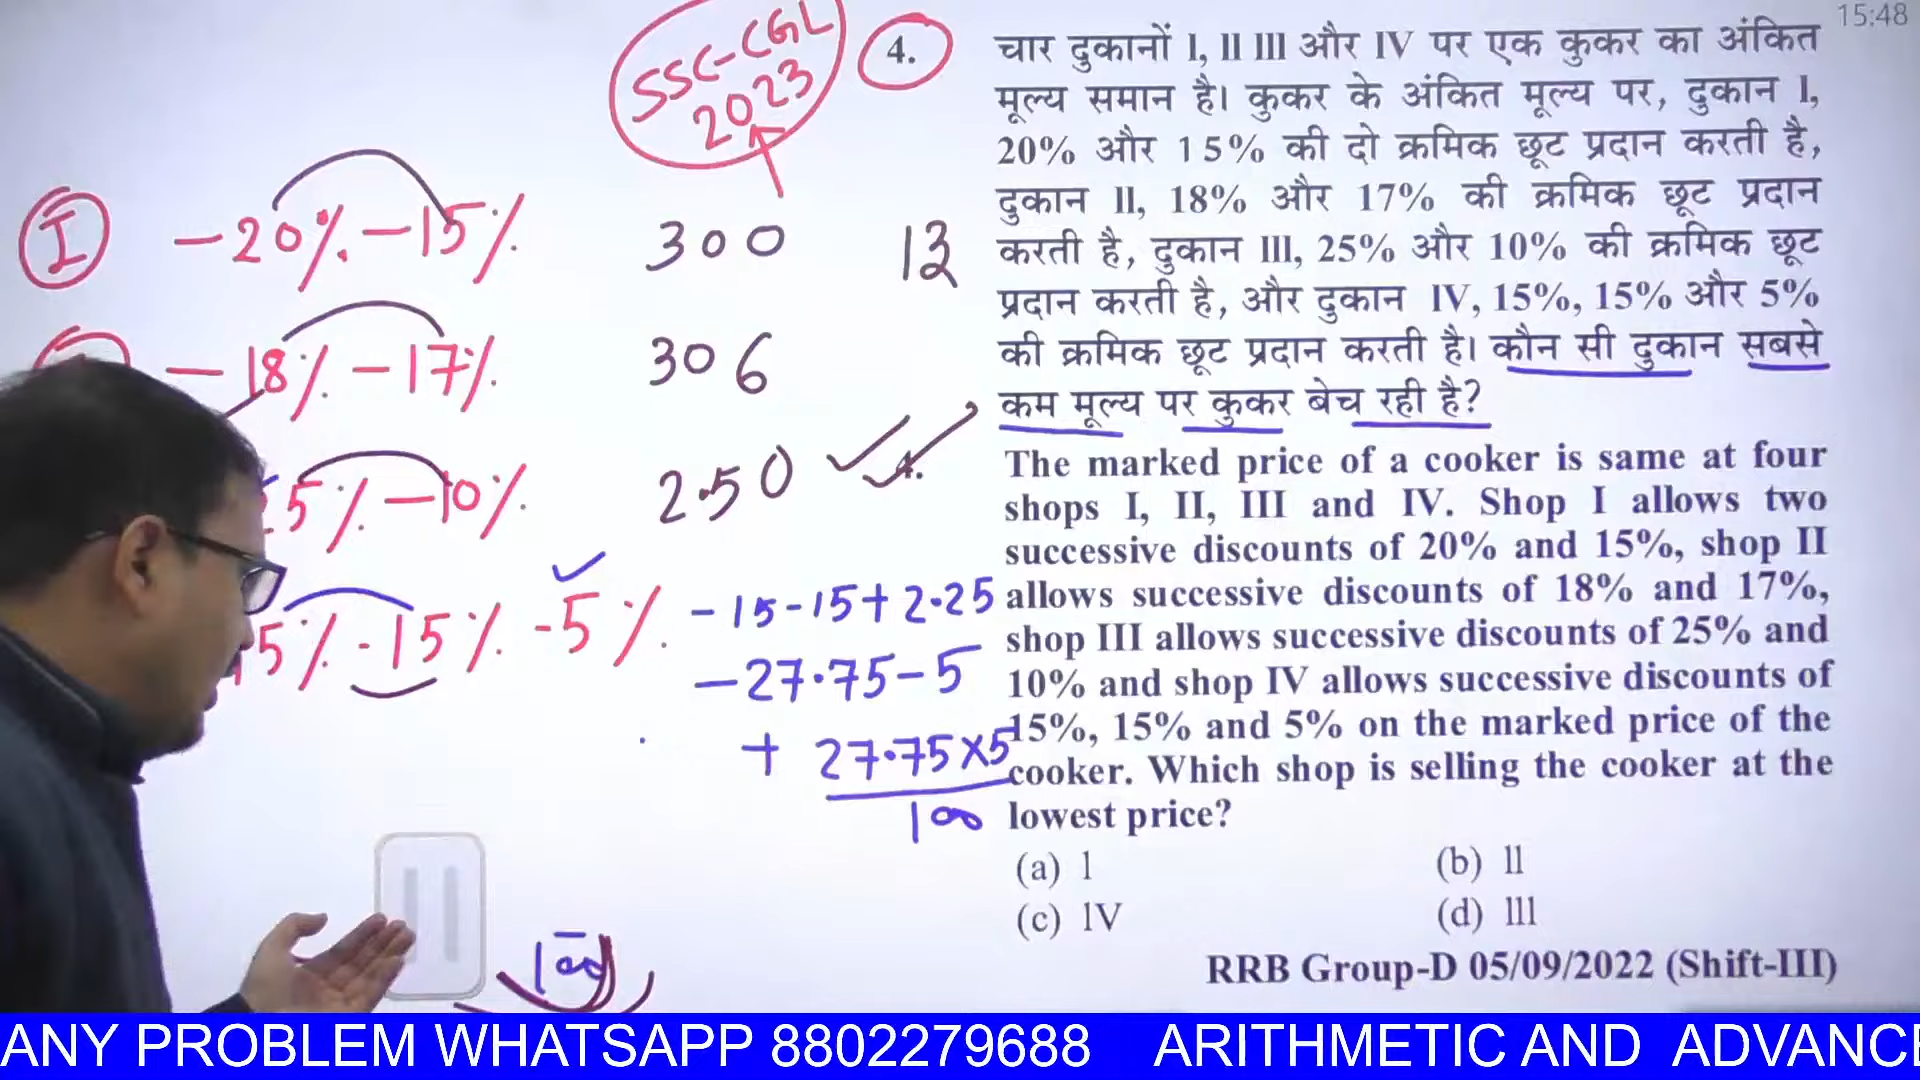 15:48
SSC-CGL
2023
4.
चार दुकानों I, II III और IV पर एक कुकर का अंकित
मूल्य समान है। कुकर के अंकित मूल्य पर, दुकान I,
20% और 15% की दो क्रमिक छूट प्रदान करती है,
दुकान II, 18% और 17% की क्रमिक छूट प्रदान
करती है, दुकान III, 25% और 10% की क्रमिक छूट
प्रदान करती है, और दुकान IV, 15%, 15% और 5%
की क्रमिक छूट प्रदान करती है। कौन सी दुकान सबसे
कम मूल्य पर कुकर बेच रही है?
The marked price of a cooker is same at four
shops I, II, III and IV. Shop I allows two
successive discounts of 20% and 15%, shop II
allows successive discounts of 18% and 17%,
shop III allows successive discounts of 25% and
10% and shop IV allows successive discounts of
15%, 15% and 5% on the marked price of the
cooker. Which shop is selling the cooker at the
lowest price?
(a) I
(b) II
(c) IV
(d) III
RRB Group-D 05/09/2022 (Shift-III)
I -20% -15% 300
-18% -17% 306
5% -10% 2.50
5% -15% -5%
-15-15+2.25
-27.75-5
+ 27.75×5
100
ANY PROBLEM WHATSAPP 8802279688 ARITHMETIC AND ADVANCE